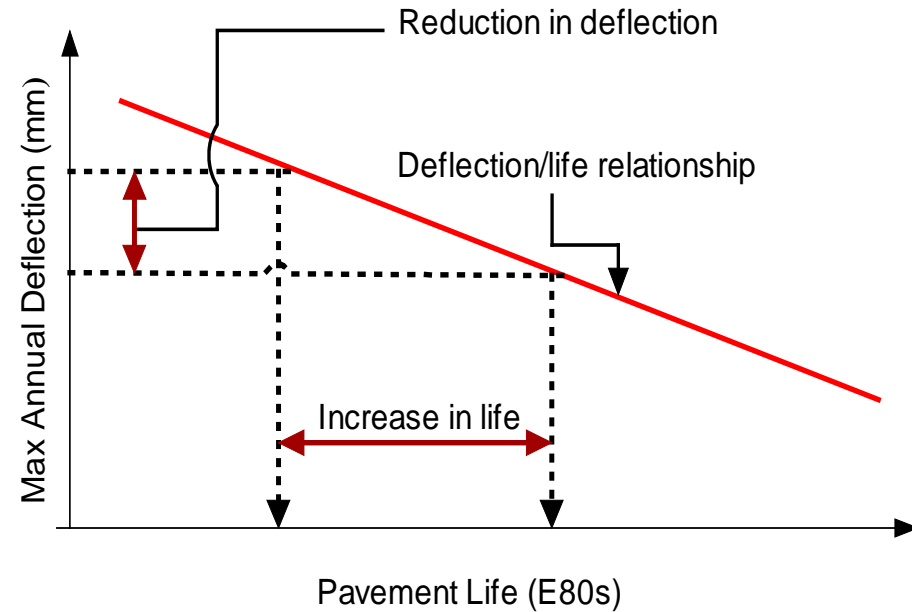 Reduction in deflection
Max Annual Deflection (mm)
Deflection/life relationship
Increase in life
Pavement Life (E80s)